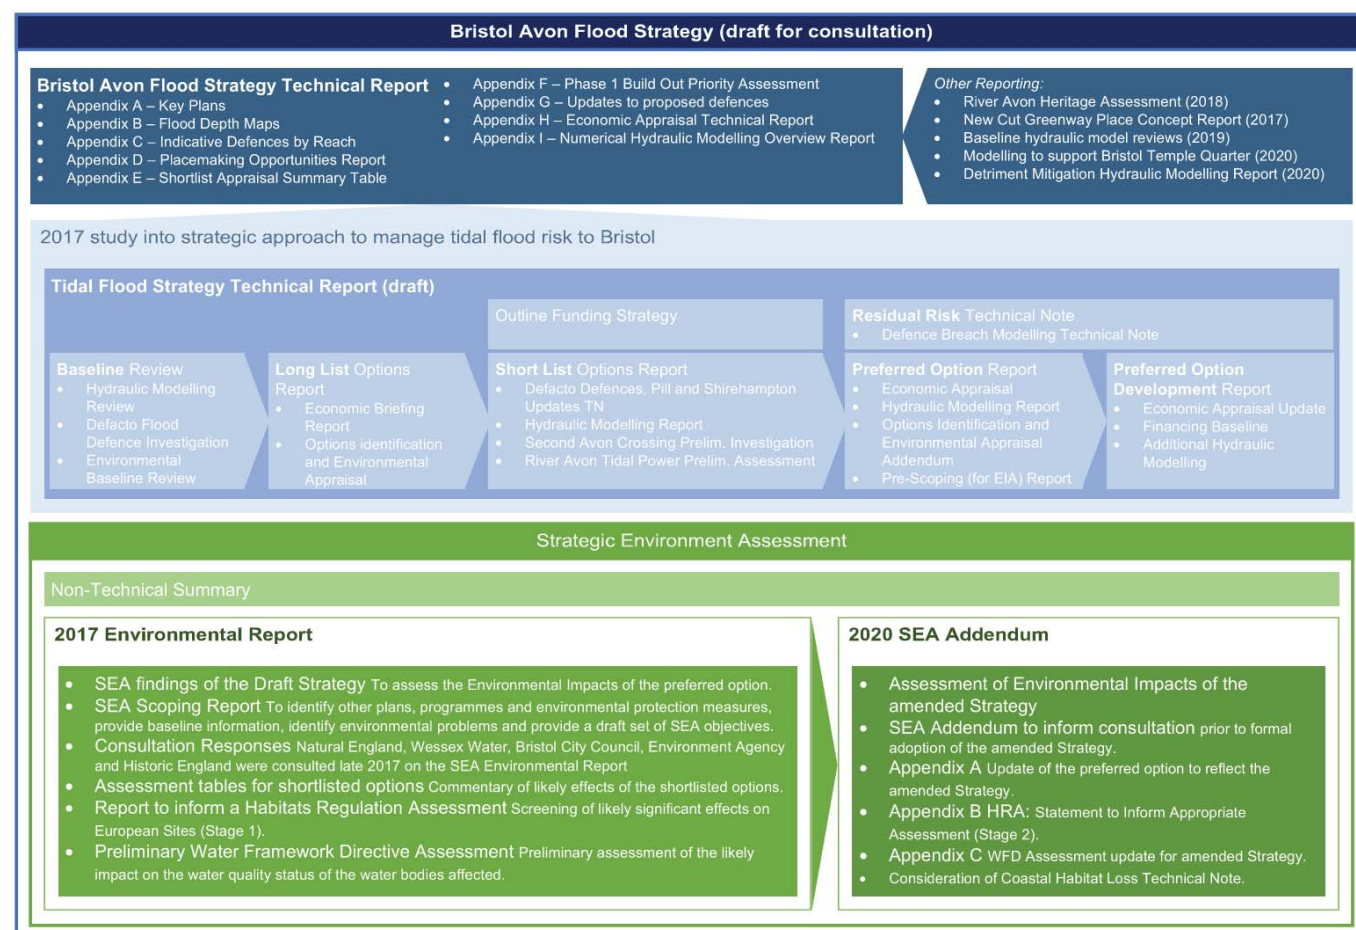 Bristol Avon Flood Strategy (draft for consultation)
Bristol Avon Flood Strategy Technical Report
• Appendix A – Key Plans
• Appendix B – Flood Depth Maps
• Appendix C – Indicative Defences by Reach
• Appendix D – Placemaking Opportunities Report
• Appendix E – Shortlist Appraisal Summary Table
• Appendix F – Phase 1 Build Out Priority Assessment
• Appendix G – Updates to proposed defences
• Appendix H – Economic Appraisal Technical Report
• Appendix I – Numerical Hydraulic Modelling Overview Report
Other Reporting:
• River Avon Heritage Assessment (2018)
• New Cut Greenway Place Concept Report (2017)
• Baseline hydraulic model reviews (2019)
• Modelling to support Bristol Temple Quarter (2020)
• Detriment Mitigation Hydraulic Modelling Report (2020)
2017 study into strategic approach to manage tidal flood risk to Bristol
Tidal Flood Strategy Technical Report (draft)
Outline Funding Strategy
Residual Risk Technical Note
• Defence Breach Modelling Technical Note
Baseline Review
• Hydraulic Modelling
Review
• Defacto Flood
Defence Investigation
• Environmental
Baseline Review
Long List Options
Report
• Economic Briefing
Report
• Options identification
and Environmental
Appraisal
Short List Options Report
• Defacto Defences, Pill and Shirehampton
Updates TN
• Hydraulic Modelling Report
• Second Avon Crossing Prelim. Investigation
• River Avon Tidal Power Prelim. Assessment
Preferred Option Report
• Economic Appraisal
• Hydraulic Modelling Report
• Options Identification and
Environmental Appraisal
Addendum
• Pre-Scoping (for EIA) Report
Preferred Option
Development Report
• Economic Appraisal Update
• Financing Baseline
• Additional Hydraulic
Modelling
Strategic Environment Assessment
Non-Technical Summary
2017 Environmental Report
• SEA findings of the Draft Strategy To assess the Environmental Impacts of the preferred option.
• SEA Scoping Report To identify other plans, programmes and environmental protection measures,
provide baseline information, identify environmental problems and provide a draft set of SEA objectives.
• Consultation Responses Natural England, Wessex Water, Bristol City Council, Environment Agency
and Historic England were consulted late 2017 on the SEA Environmental Report
• Assessment tables for shortlisted options Commentary of likely effects of the shortlisted options.
• Report to inform a Habitats Regulation Assessment Screening of likely significant effects on
European Sites (Stage 1).
• Preliminary Water Framework Directive Assessment Preliminary assessment of the likely
impact on the water quality status of the water bodies affected.
2020 SEA Addendum
• Assessment of Environmental Impacts of the
amended Strategy
• SEA Addendum to inform consultation prior to formal
adoption of the amended Strategy.
• Appendix A Update of the preferred option to reflect the
amended Strategy.
• Appendix B HRA: Statement to Inform Appropriate
Assessment (Stage 2).
• Appendix C WFD Assessment update for amended Strategy.
• Consideration of Coastal Habitat Loss Technical Note.